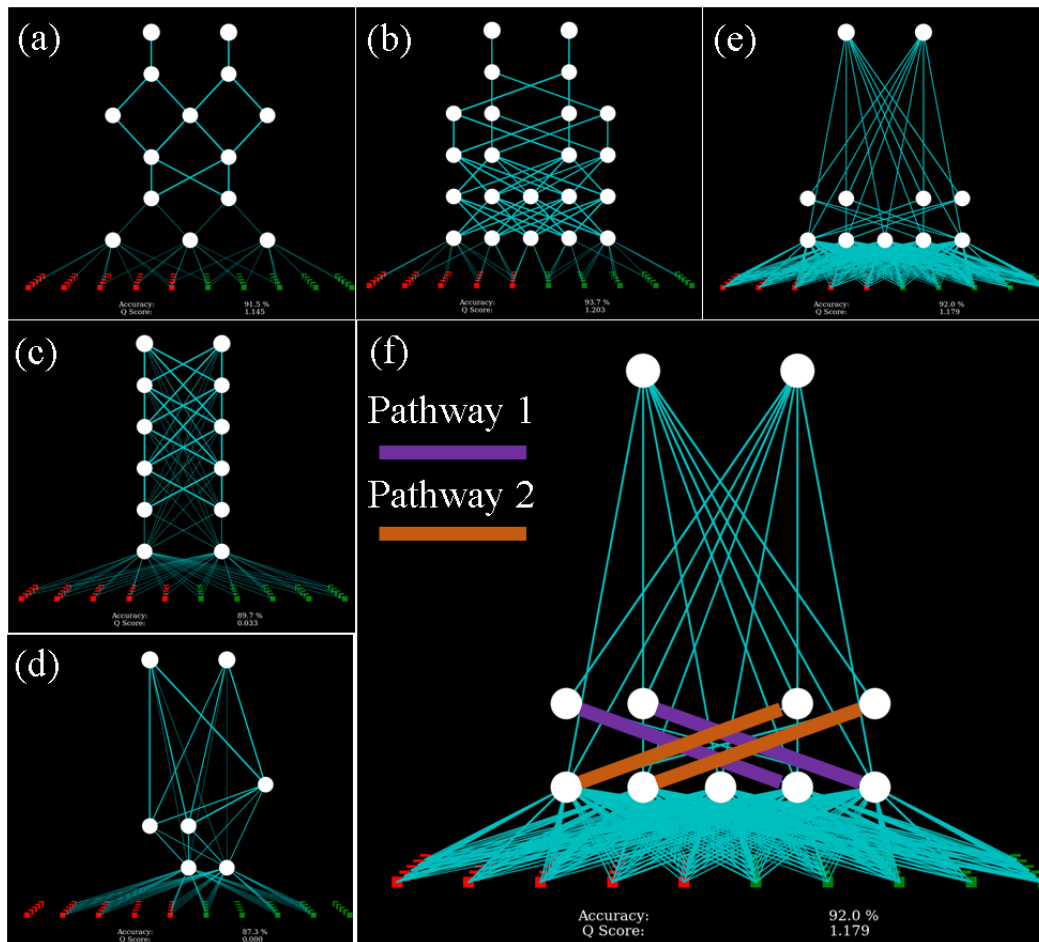 (a)
Accuracy: 91.5 %
Q Score: 1.145
(b)
Accuracy: 93.7 %
Q Score: 1.203
(e)
Accuracy: 92.0 %
Q Score: 1.179
(c)
Accuracy: 89.7 %
Q Score: 0.033
(d)
Accuracy: 87.3 %
Q Score: 0.000
(f)
Pathway 1
Pathway 2
Accuracy: 92.0 %
Q Score: 1.179